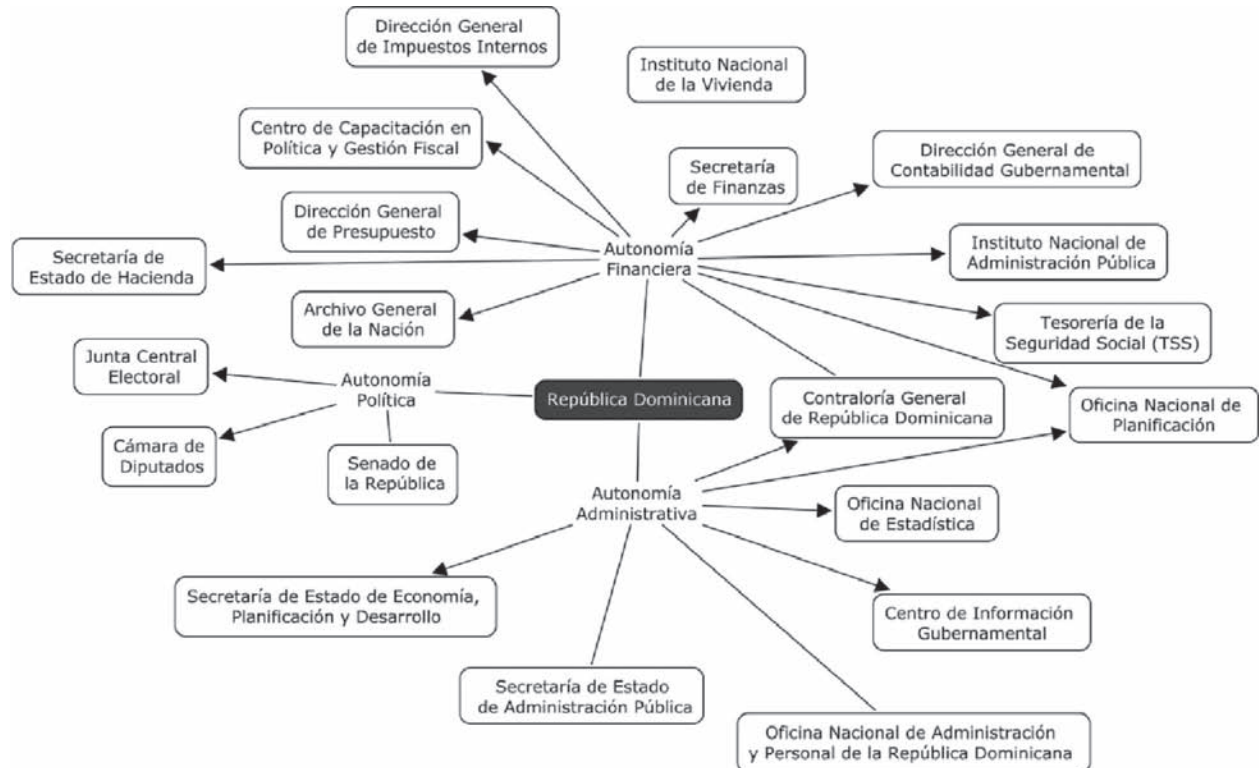 Dirección General
de Impuestos Internos
Instituto Nacional
de la Vivienda
Centro de Capacitación en
Política y Gestión Fiscal
Secretaría
de Finanzas
Dirección General de
Contabilidad Gubernamental
Dirección General
de Presupuesto
Autonomía
Financiera
Secretaría de
Estado de Hacienda
Instituto Nacional de
Administración Pública
Archivo General
de la Nación
Tesorería de la
Seguridad Social (TSS)
Junta Central
Electoral
Autonomía
Política
República Dominicana
Contraloría General
de República Dominicana
Oficina Nacional de
Planificación
Cámara de
Diputados
Senado de
la República
Autonomía
Administrativa
Oficina Nacional
de Estadística
Secretaría de Estado de Economía,
Planificación y Desarrollo
Centro de Información
Gubernamental
Secretaría de Estado
de Administración Pública
Oficina Nacional de Administración
y Personal de la República Dominicana